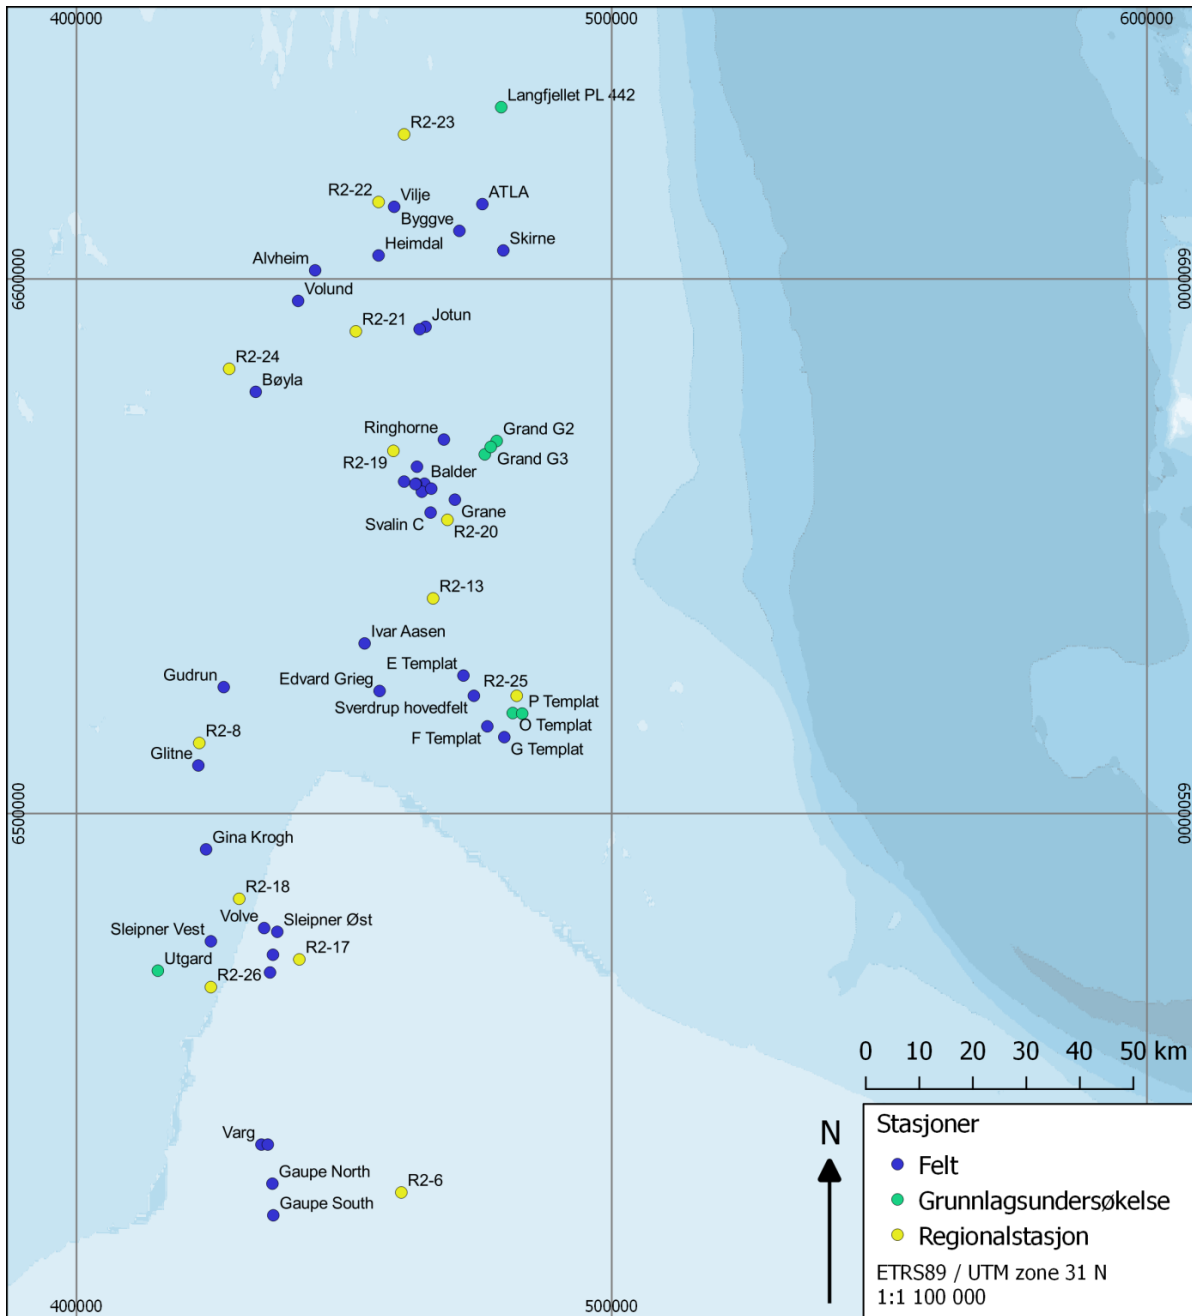 400000
500000
600000
Langfjellet PL 442
R2-23
R2-22
Vilje
ATLA
Byggve
Heimdal
Skirne
Alvheim
6600000
6600000
Volund
R2-21
Jotun
R2-24
Bøyla
Ringhorne
Grand G2
R2-19
Grand G3
Balder
Grane
Svalin C
R2-20
R2-13
Ivar Aasen
E Templat
Gudrun
Edvard Grieg
R2-25
Sverdrup hovedfelt
P Templat
O Templat
F Templat
G Templat
R2-8
Glitne
6500000
6500000
Gina Krogh
R2-18
Volve
Sleipner Øst
Sleipner Vest
R2-17
Utgard
R2-26
0 10 20 30 40 50 km
Varg
Gaupe North
R2-6
Gaupe South
N
Stasjoner
Felt
Grunnlagsundersøkelse
Regionalstasjon
ETRS89 / UTM zone 31 N
1:1 100 000
400000
500000